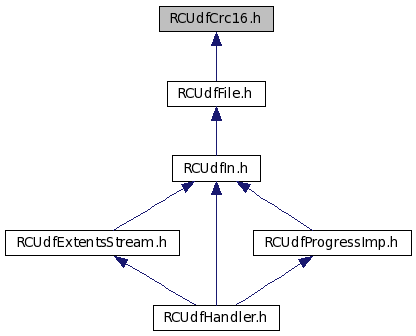 RCUdfCrc16.h
RCUdfFile.h
RCUdfIn.h
RCUdfExtentsStream.h
RCUdfProgressImp.h
RCUdfHandler.h